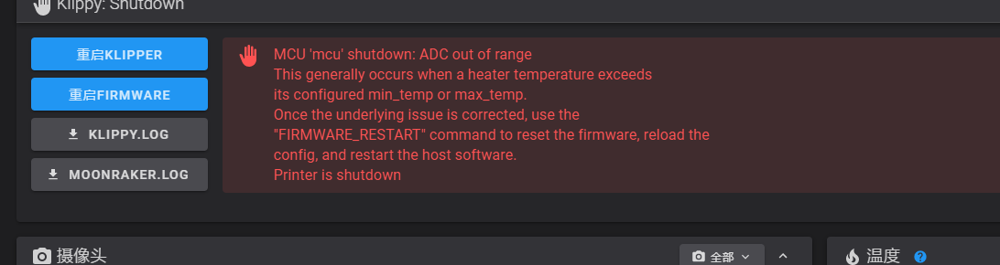 Klippy: Shutdown
重启KLIPPER
重启FIRMWARE
KLIPPY.LOG
MOONRAKER.LOG
MCU 'mcu' shutdown: ADC out of range
This generally occurs when a heater temperature exceeds
its configured min_temp or max_temp.
Once the underlying issue is corrected, use the
"FIRMWARE_RESTART" command to reset the firmware, reload the
config, and restart the host software.
Printer is shutdown
摄像头
全部
温度
?